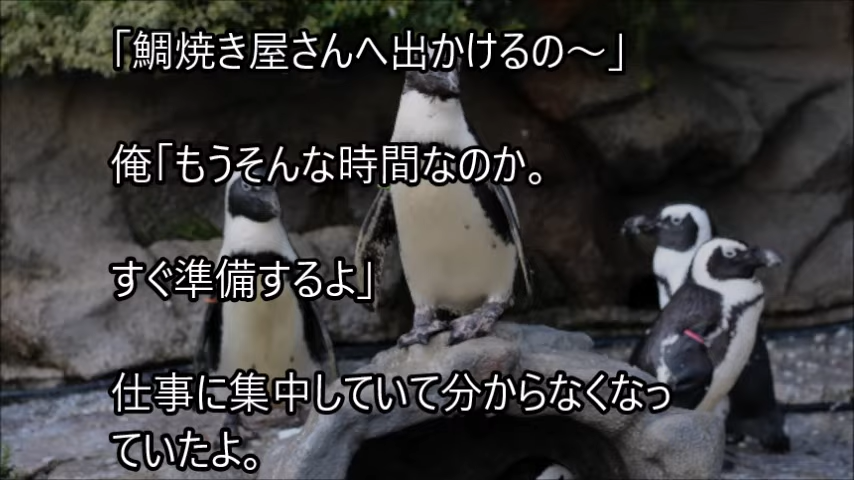 「鯛焼き屋さんへ出かけるの～」
俺「もうそんな時間なのか。
すぐ準備するよ」
仕事に集中していて分からなくなっ
ていたよ。